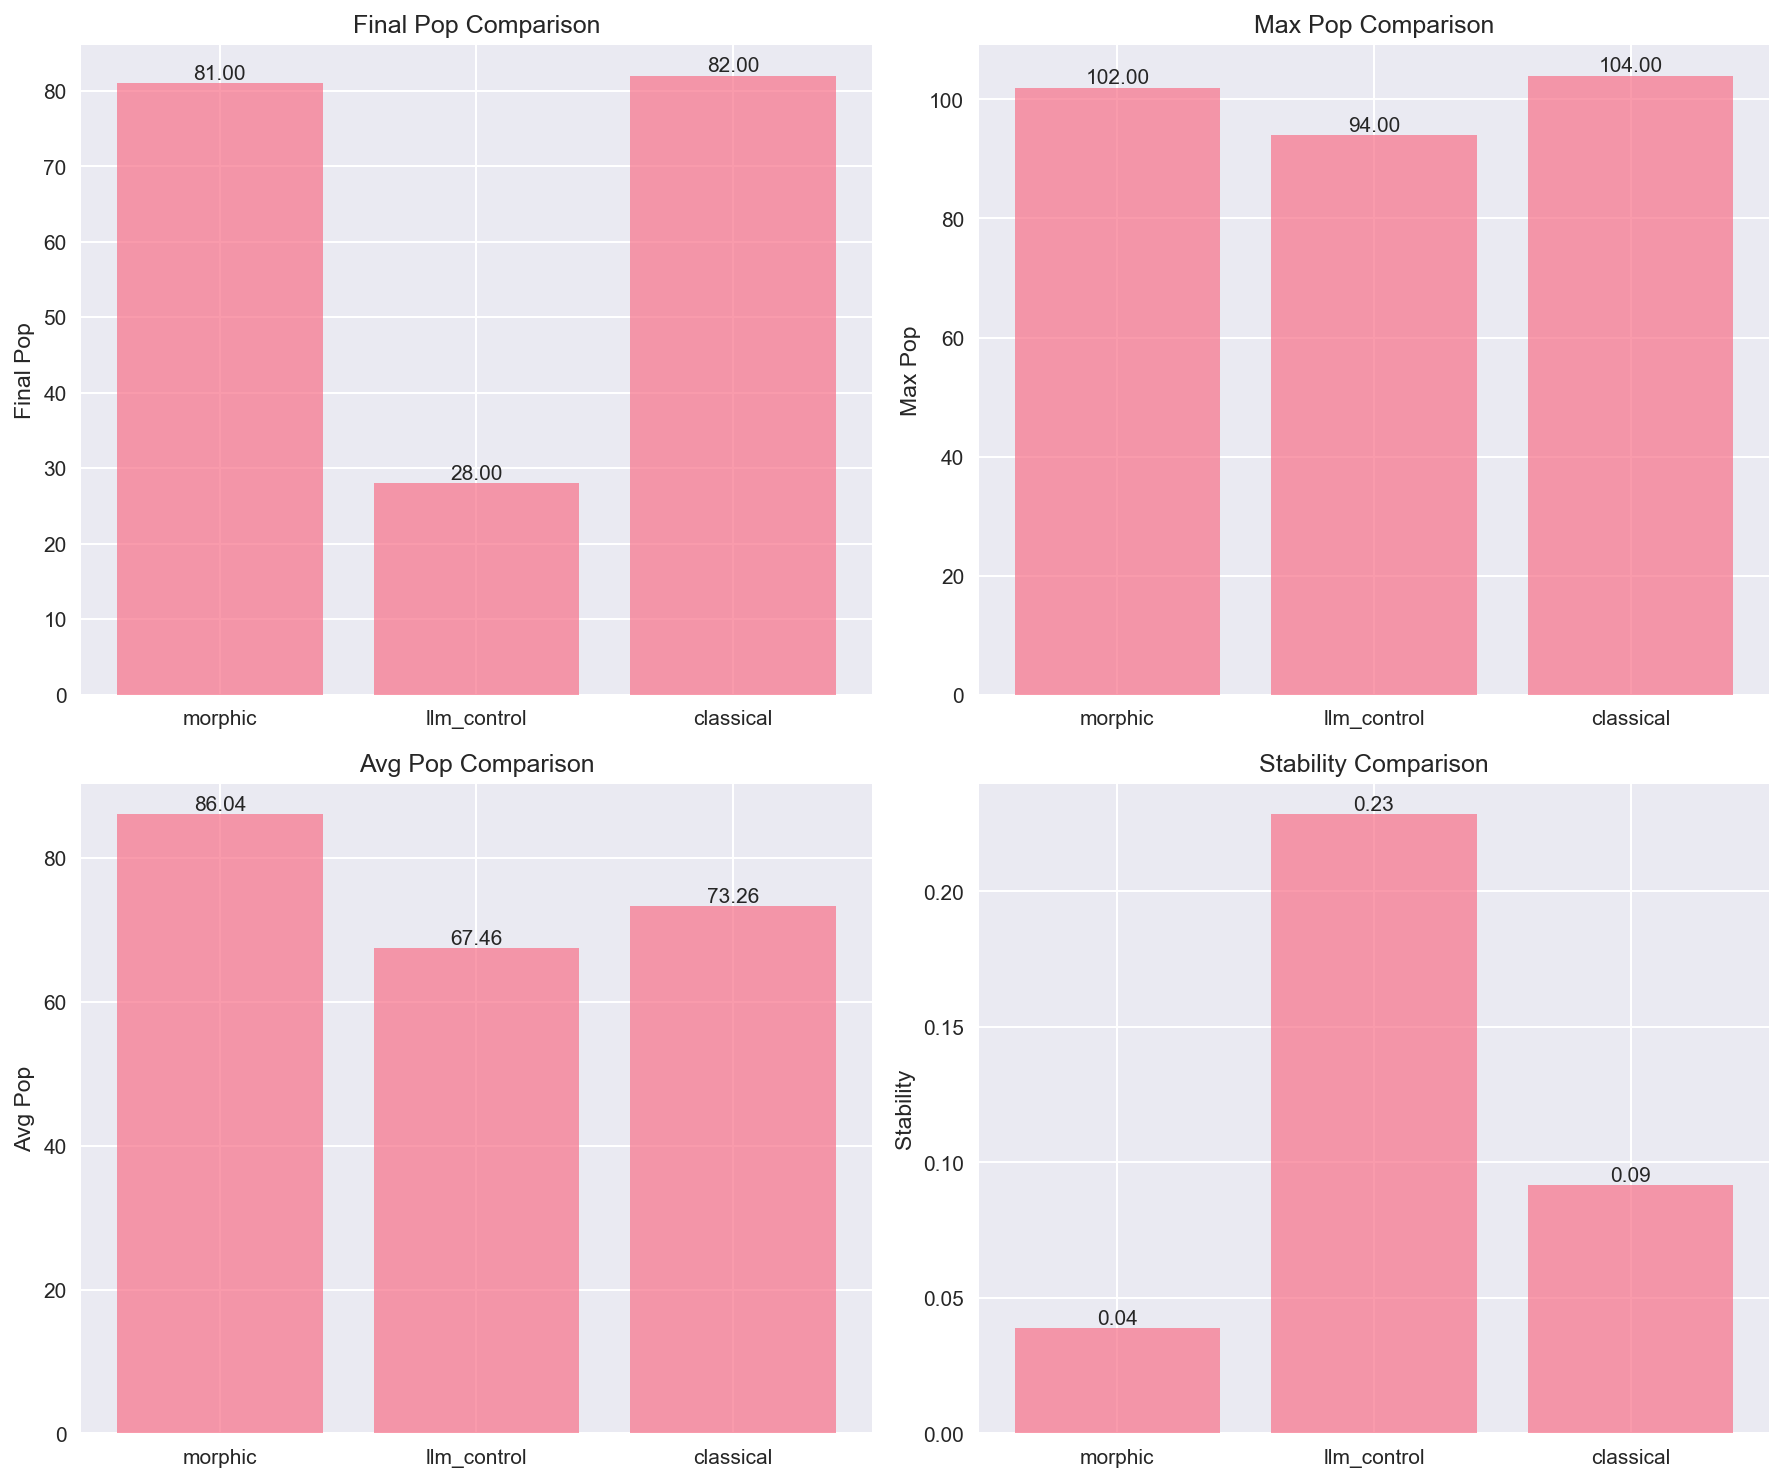 Final Pop Comparison
Final Pop
80
70
60
50
40
30
20
10
0
81.00
28.00
82.00
morphic
llm_control
classical
Max Pop Comparison
Max Pop
100
80
60
40
20
0
102.00
94.00
104.00
morphic
llm_control
classical
Avg Pop Comparison
Avg Pop
80
60
40
20
0
86.04
67.46
73.26
morphic
llm_control
classical
Stability Comparison
Stability
0.20
0.15
0.10
0.05
0.00
0.04
0.23
0.09
morphic
llm_control
classical